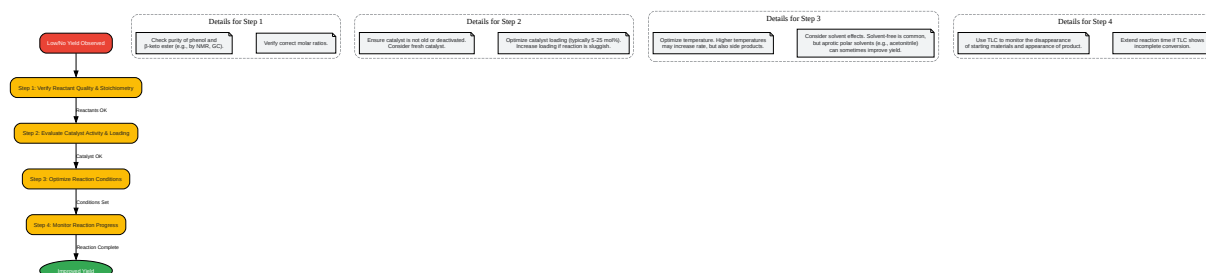 Low/No Yield Observed
Step 1: Verify Reactant Quality & Stoichiometry
Reactants OK
Step 2: Evaluate Catalyst Activity & Loading
Catalyst OK
Step 3: Optimize Reaction Conditions
Conditions Set
Step 4: Monitor Reaction Progress
Reaction Complete
Improved Yield
Details for Step 1
Check purity of phenol and
β-keto ester (e.g., by NMR, GC).
Verify correct molar ratios.
Details for Step 2
Ensure catalyst is not old or deactivated.
Consider fresh catalyst.
Optimize catalyst loading (typically 5-25 mol%).
Increase loading if reaction is sluggish.
Details for Step 3
Optimize temperature. Higher temperatures
may increase rate, but also side products.
Consider solvent effects. Solvent-free is common,
but aprotic polar solvents (e.g., acetonitrile)
can sometimes improve yield.
Details for Step 4
Use TLC to monitor the disappearance
of starting materials and appearance of product.
Extend reaction time if TLC shows
incomplete conversion.